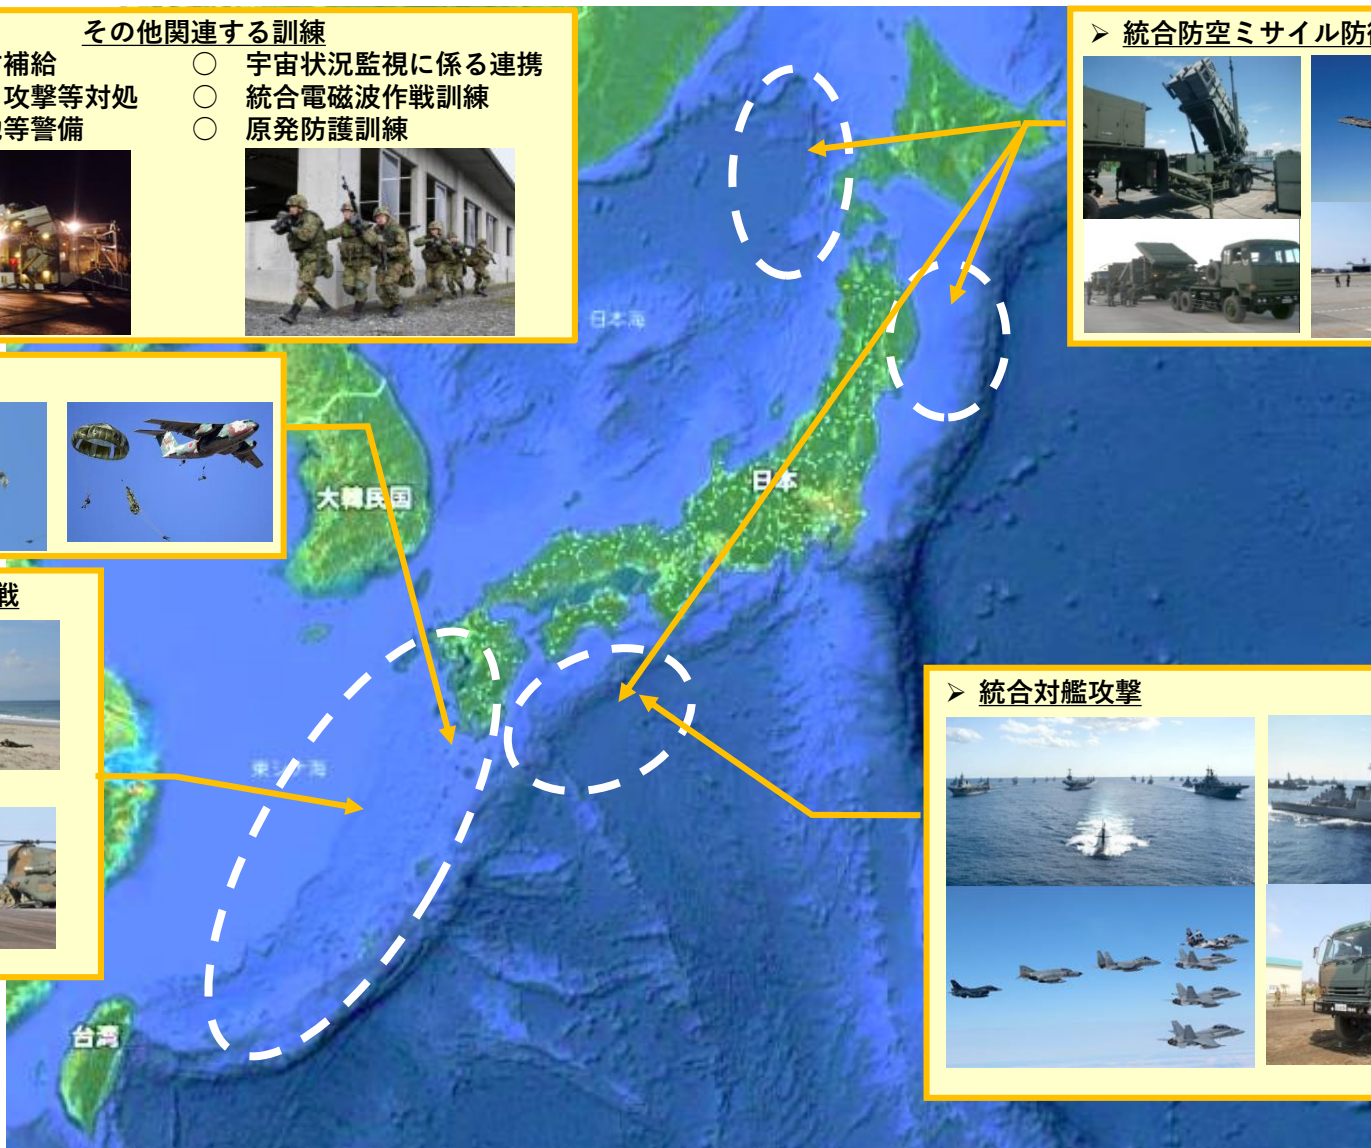 その他関連する訓練
補給
○ 宇宙状況監視に係る連携
攻撃等対処
○ 統合電磁波作戦訓練
等警備
○ 原発防護訓練
➢ 統合防空ミサイル防
日本海
大韓民国
日本
戦
東シナ海
➢ 統合対艦攻撃
台湾